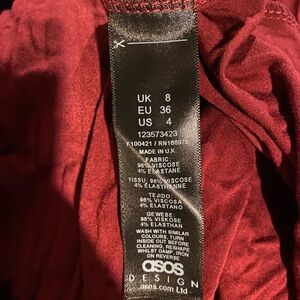 UK 8
EU 36
US 4
123573423
F100421 / RN166973
MADE IN U.K.
FABRIC:
96% VISCOSE
4% ELASTANE
TISSU: 96% VISCOSE
4% ÉLASTHANNE
TEJIDO:
96% VISCOSA
4% ELASTANO
GEWEBE:
96% VISKOSE
4% ELASTHAN
WASH WITH SIMILAR
COLOURS, TURN
INSIDE OUT BEFORE
CLEANING, RESHAPE
WHILST DAMP, IRON
ON REVERSE
asos
DESIGN
asos.com Ltd